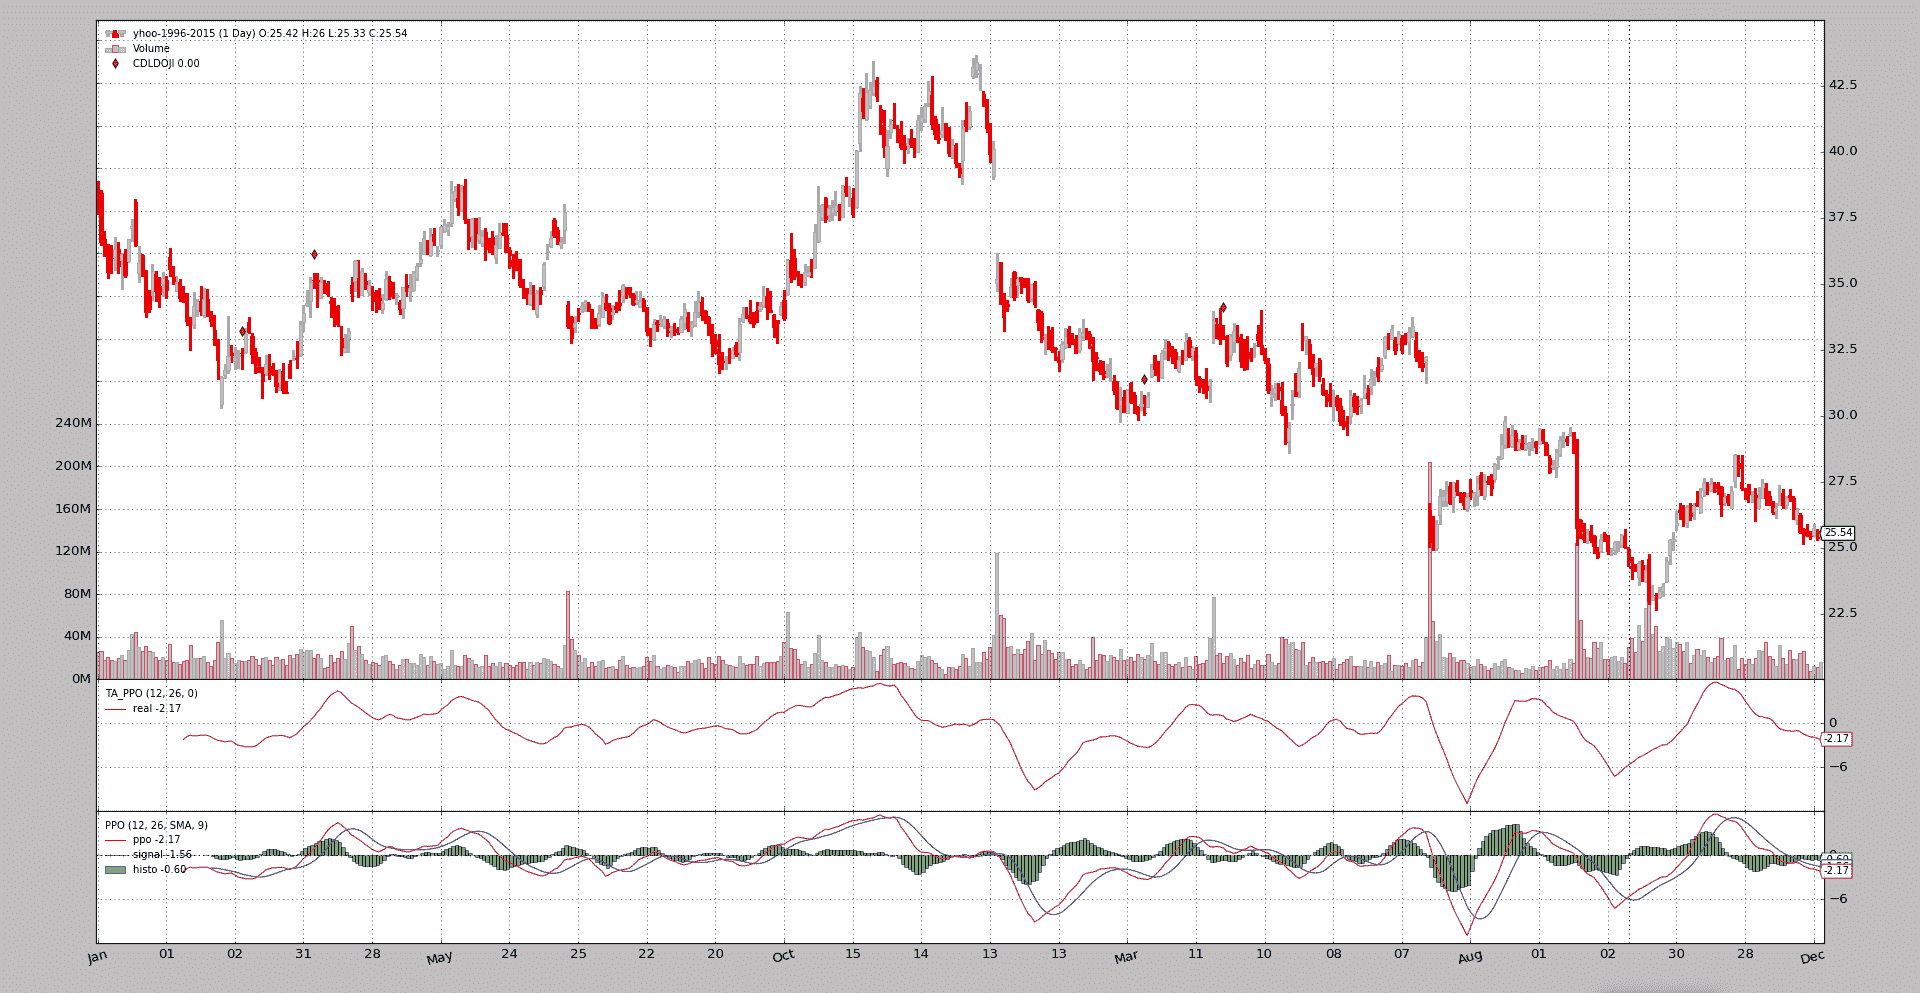 yhoo-1996-2015 (1 Day) O:25.42 H:26 L:25.33 C:25.54
Volume
CDLDOJI 0.00
42.5
40.0
37.5
35.0
32.5
30.0
27.5
25.54
25.0
22.5
240M
200M
160M
120M
80M
40M
0M
TA_PPO (12, 26, 0)
real -2.17
0
-2.17
−6
PPO (12, 26, SMA, 9)
ppo -2.17
signal -1.56
histo -0.60
-2.17
−6
Jan 01 02 31 28 May 24 25 22 20 Oct 15 14 13 13 Mar 11 10 08 07 Aug 01 02 30 28 Dec